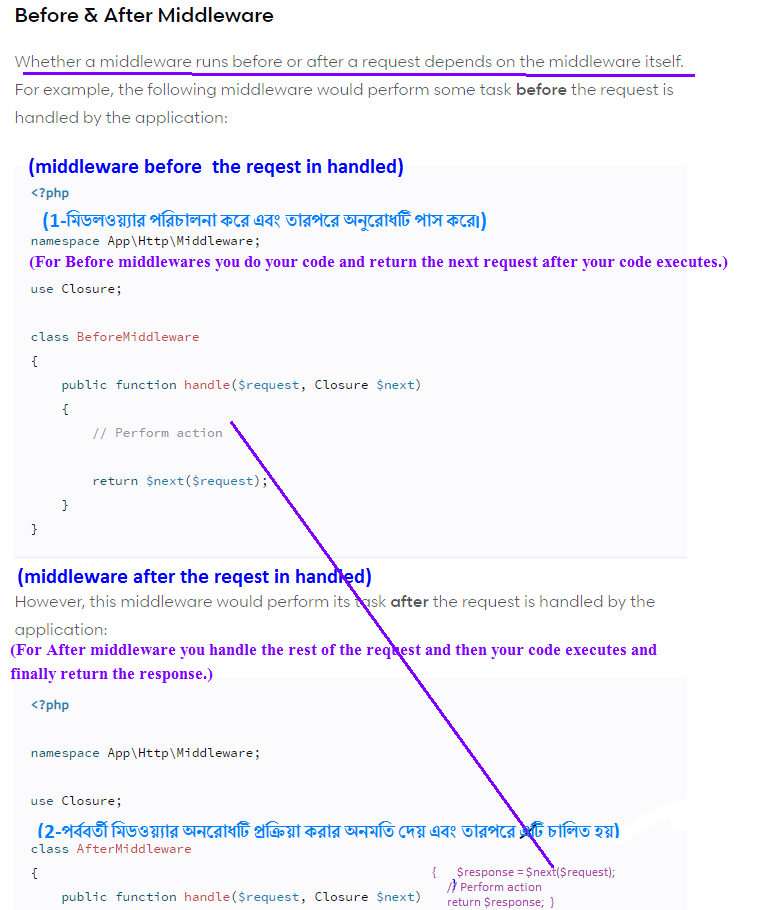 Before & After Middleware
Whether a middleware runs before or after a request depends on the middleware itself.
For example, the following middleware would perform some task before the request is
handled by the application:
(middleware before  the reqest in handled)
<?php
(1-মিডলওয়্যার পরিচালনা করে এবং তারপরে অনুরোধটি পাস করে।)
namespace App\Http\Middleware;
(For Before middlewares you do your code and return the next request after your code executes.)
use Closure;
class BeforeMiddleware
{
    public function handle($request, Closure $next)
    {
        // Perform action
        return $next($request);
    }
}
(middleware after the reqest in handled)
However, this middleware would perform its task after the request is handled by the
application:
(For After middleware you handle the rest of the request and then your code executes and
finally return the response.)
<?php
namespace App\Http\Middleware;
use Closure;
(2-পর্ববর্তী মিডওয়্যার অনরোধটি প্রক্রিয়া করার অনমতি দেয় এবং তারপরে এটি চালিত হয়)
class AfterMiddleware
{
    public function handle($request, Closure $next)
{      $response = $next($request);
}
// Perform action
return $response;  }